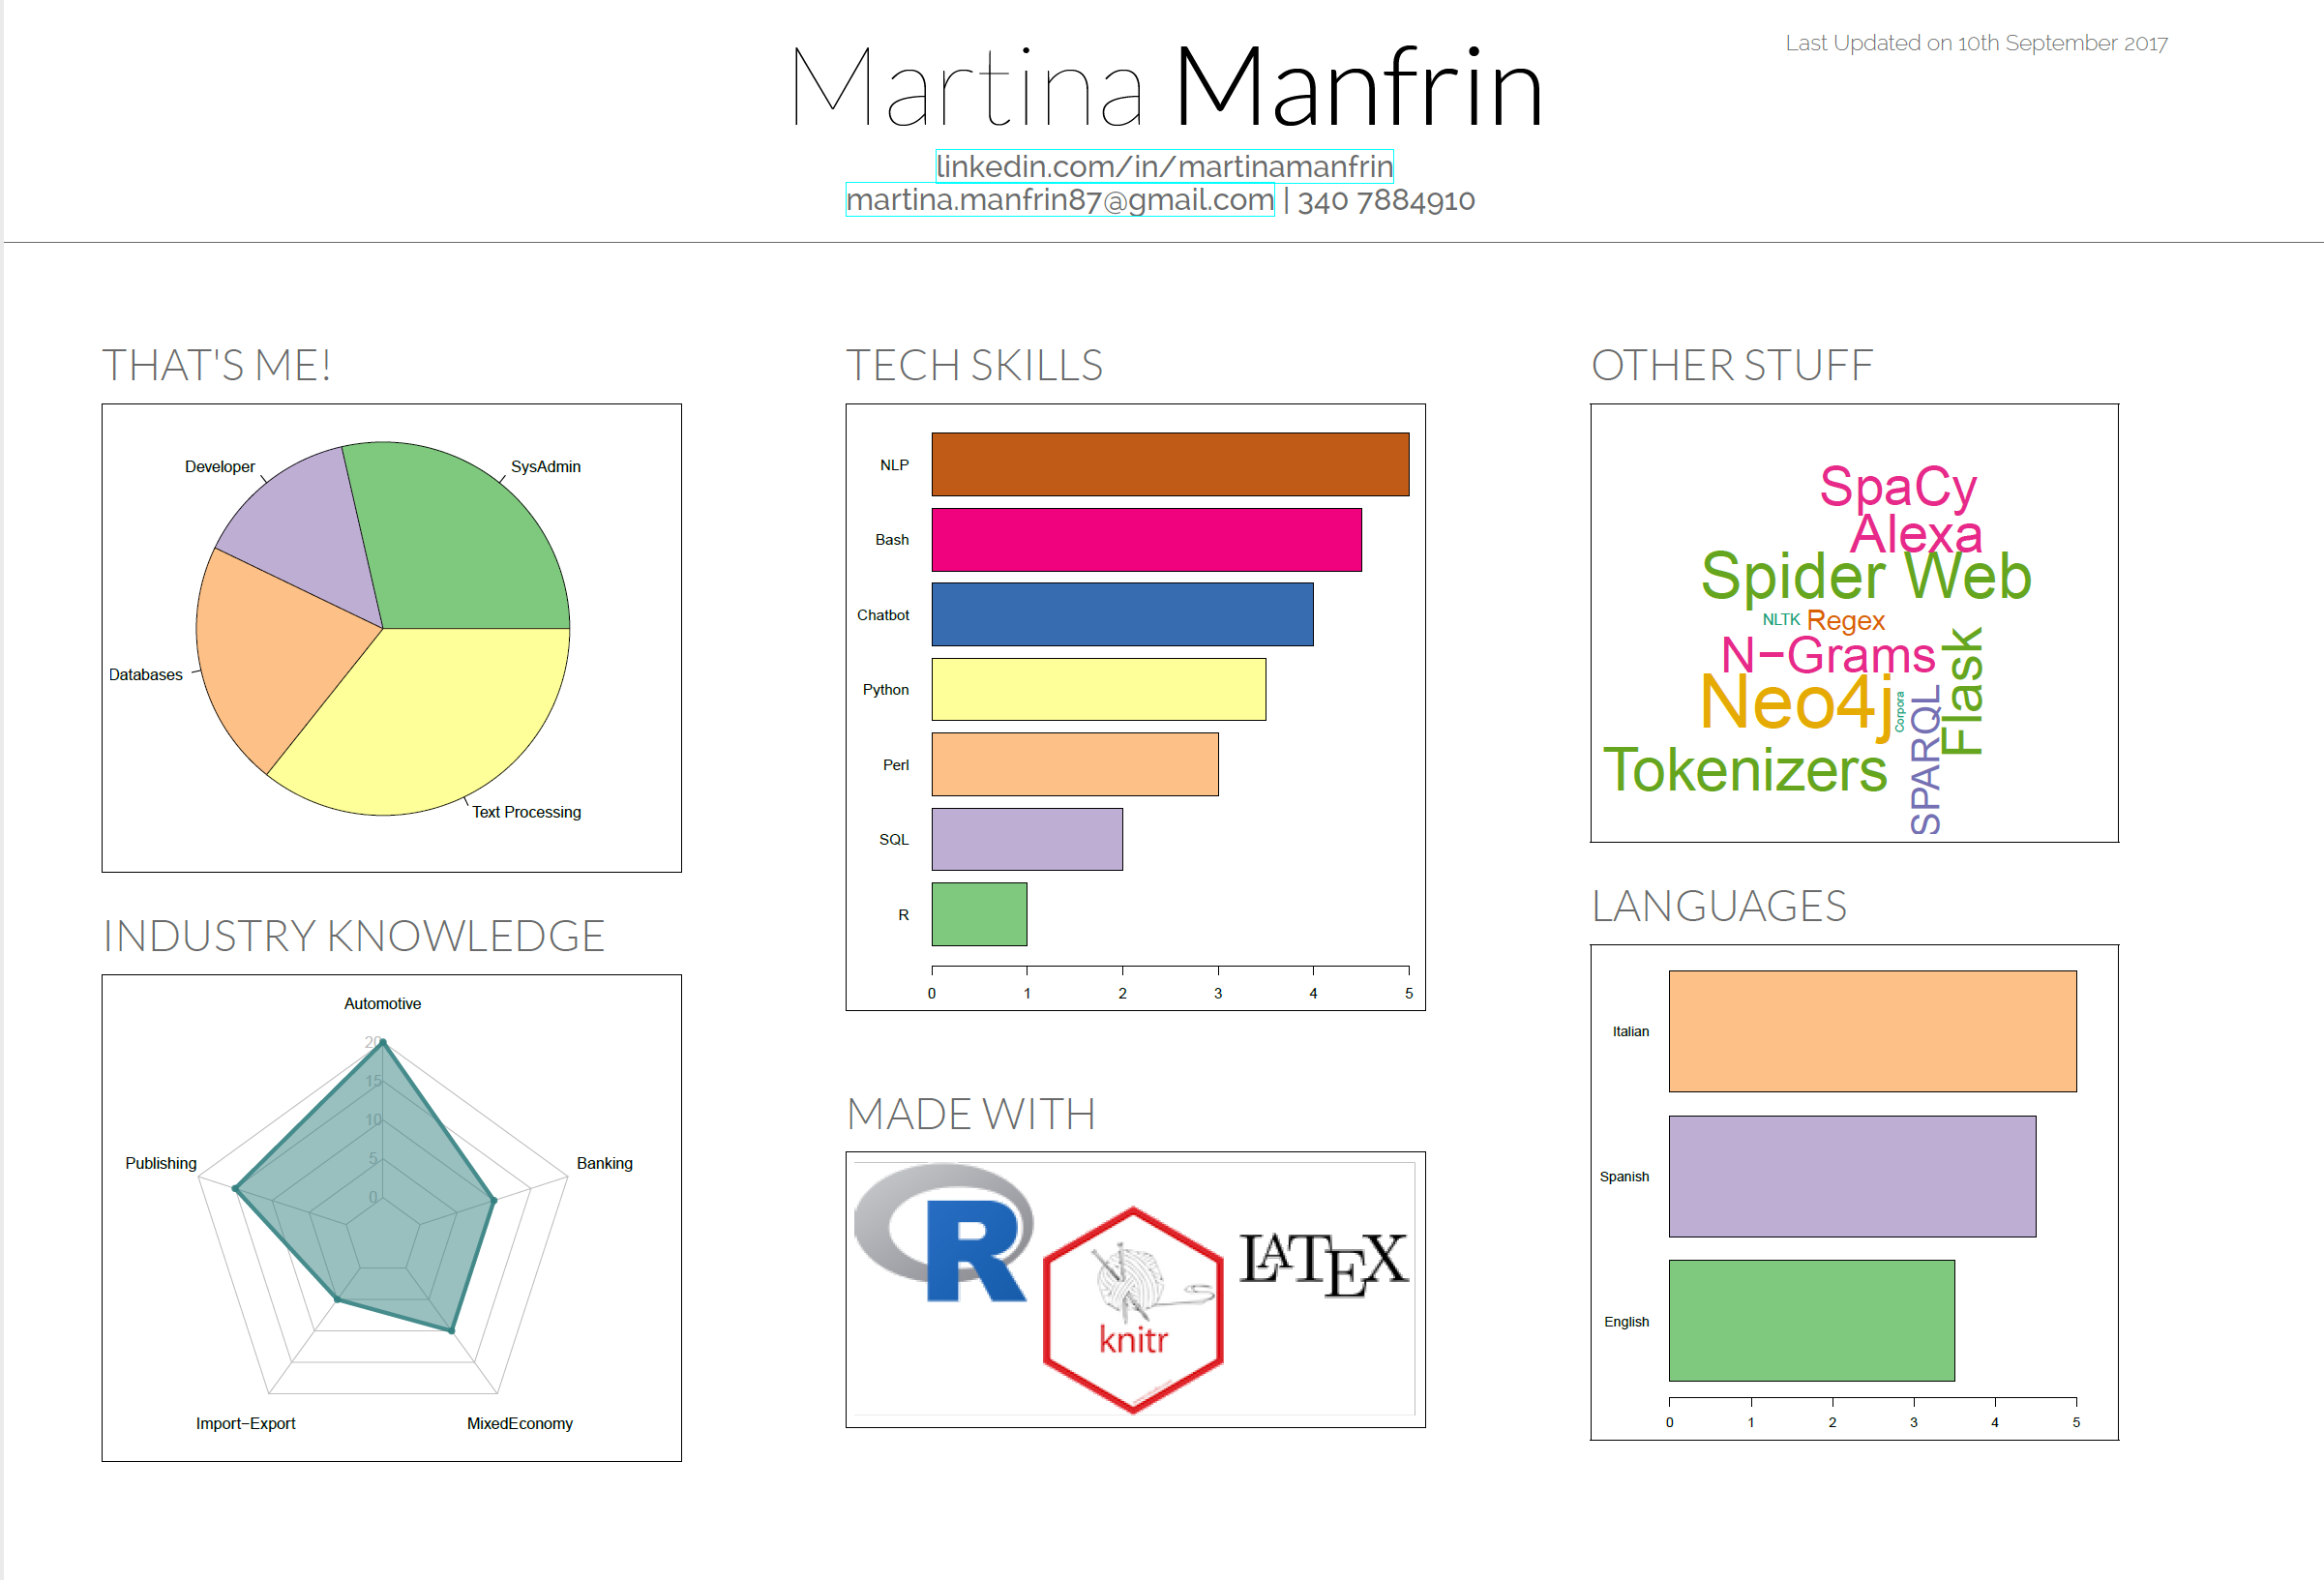 Martina Manfrin
Last Updated on 10th September 2017
linkedin.com/in/martinamanfrin
martina.manfrin87@gmail.com | 340 7884910
THAT'S ME!
Developer
SysAdmin
Databases
Text Processing
INDUSTRY KNOWLEDGE
Automotive
20
15
10
5
0
Publishing
Banking
Import−Export
MixedEconomy
TECH SKILLS
NLP
Bash
Chatbot
Python
Perl
SQL
R
0 1 2 3 4 5
MADE WITH
R
knitr
LATEX
OTHER STUFF
SpaCy
Alexa
Spider Web
NLTK Regex
N−Grams
Flask
Neo4j
Corpora
SPARQL
Tokenizers
LANGUAGES
Italian
Spanish
English
0 1 2 3 4 5